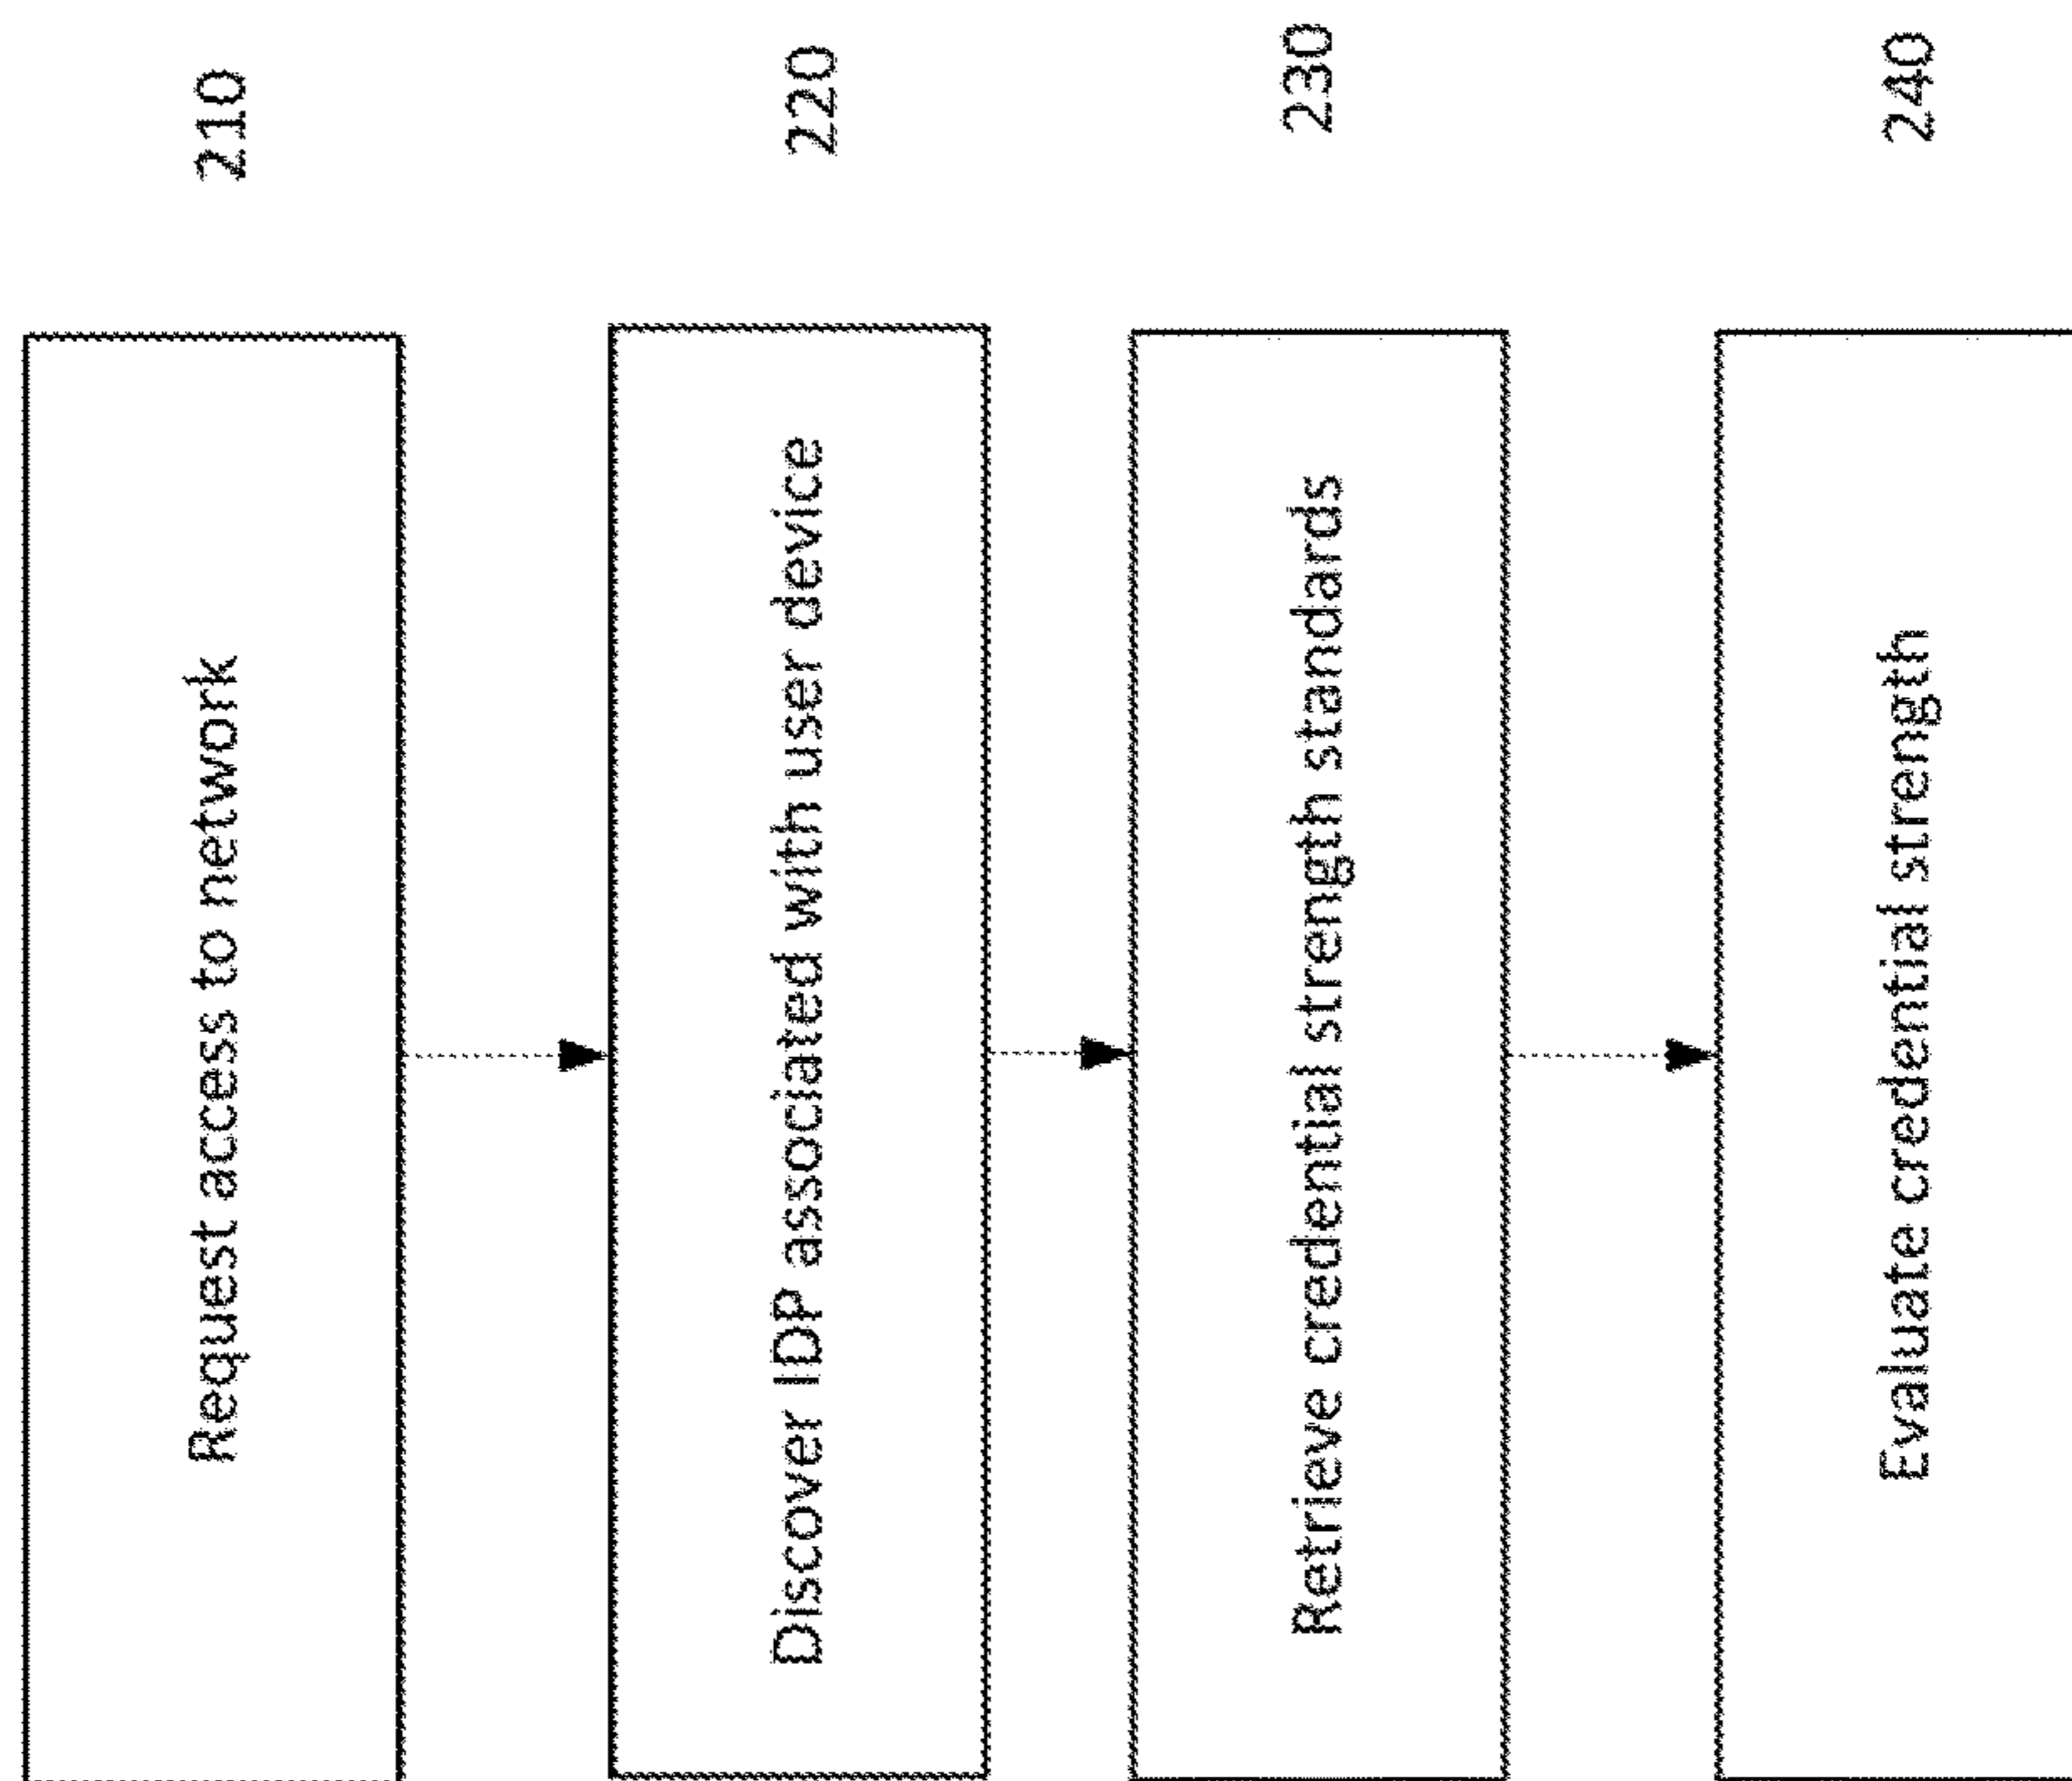 210
Request access to network
220
Discover IDP associated with user device
230
Retrieve credential strength standards
240
Evaluate credential strength